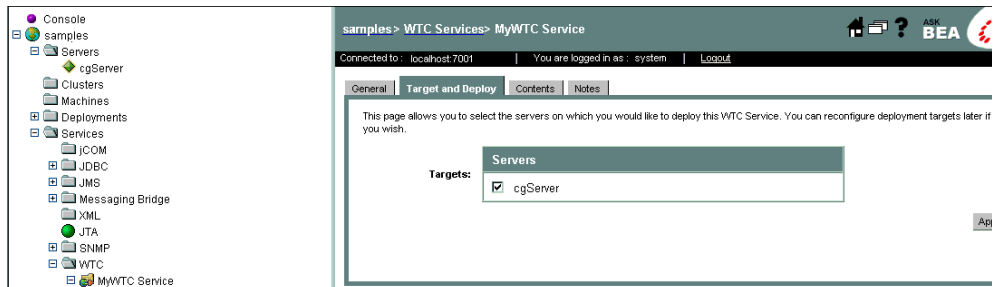 Console
samples
Servers
cgServer
Clusters
Machines
Deployments
Services
jCOM
JDBC
JMS
Messaging Bridge
XML
JTA
SNMP
WTC
MyWTC Service
samples> WTC Services> MyWTC Service
? ASK BEA
Connected to : localhost:7001 | You are logged in as : system | Logout
General Target and Deploy Contents Notes
This page allows you to select the servers on which you would like to deploy this WTC Service. You can reconfigure deployment targets later if
you wish.
Servers
Targets:
cgServer
App